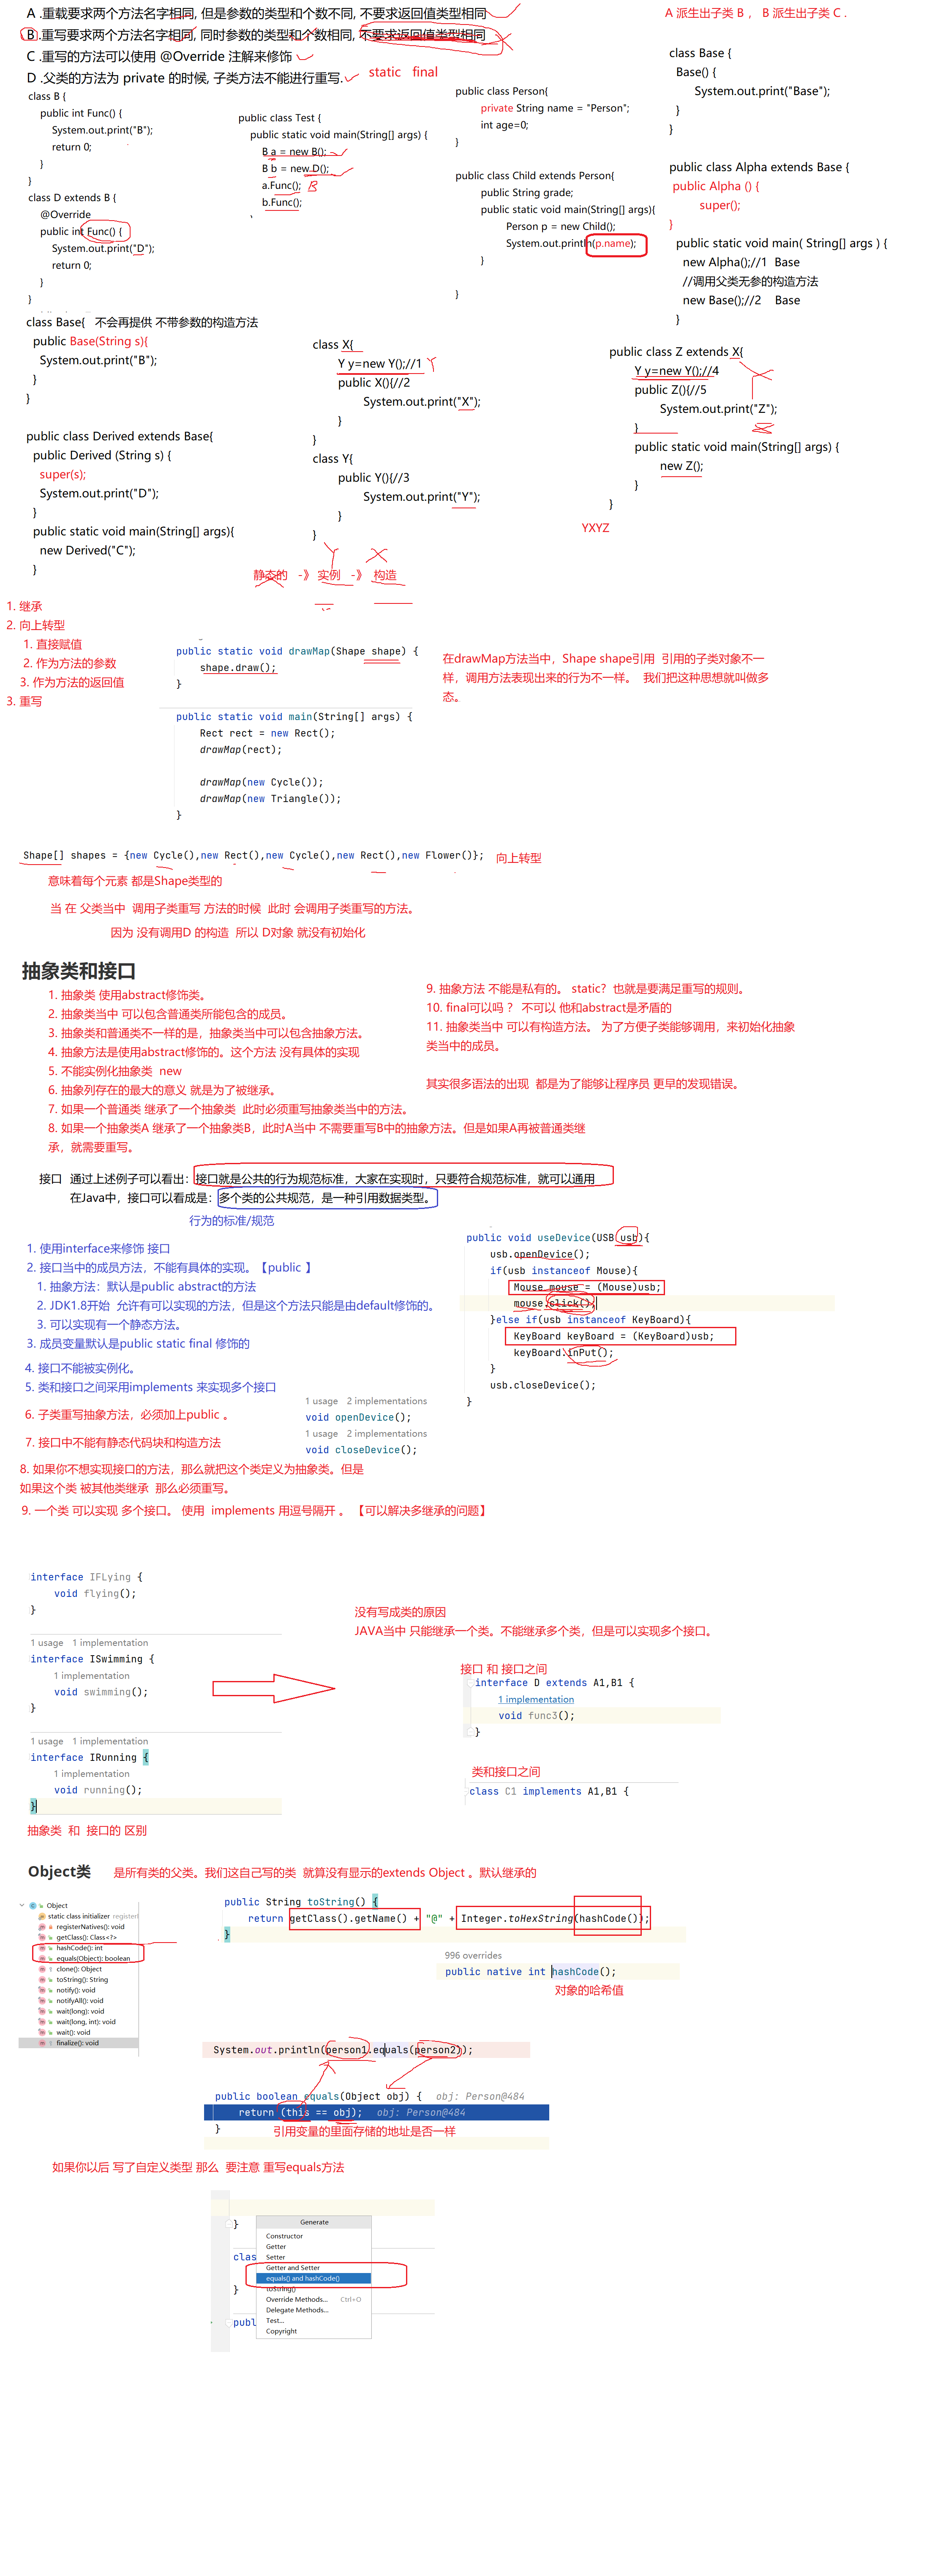 A .重载要求两个方法名字相同, 但是参数的类型和个数不同, 不要求返回值类型相同
B .重写要求两个方法名字相同, 同时参数的类型和个数相同, 不要求返回值类型相同
C .重写的方法可以使用 @Override 注解来修饰
D .父类的方法为 private 的时候, 子类方法不能进行重写.
static final
A 派生出子类 B , B 派生出子类 C .
class B {
public int Func() {
System.out.print("B");
return 0;
}
}
class D extends B {
@Override
public int Func() {
System.out.print("D");
return 0;
}
}
public class Test {
public static void main(String[] args) {
B a = new B();
B b = new D();
a.Func(); B
b.Func();
public class Person{
private String name = "Person";
int age=0;
}
public class Child extends Person{
public String grade;
public static void main(String[] args){
Person p = new Child();
System.out.println(p.name);
}
}
class Base {
Base() {
System.out.print("Base");
}
}
public class Alpha extends Base {
public Alpha () {
super();
}
public static void main( String[] args ) {
new Alpha();//1 Base
//调用父类无参的构造方法
new Base();//2 Base
}
class Base{ 不会再提供 不带参数的构造方法
public Base(String s){
System.out.print("B");
}
}
public class Derived extends Base{
public Derived (String s) {
super(s);
System.out.print("D");
}
public static void main(String[] args){
new Derived("C");
}
class X{
Y y=new Y();//1 Y
public X(){//2
System.out.print("X");
}
}
class Y{
public Y(){//3
System.out.print("Y");
}
}
public class Z extends X{
Y y=new Y();//4
public Z(){//5
System.out.print("Z");
}
public static void main(String[] args) {
new Z();
}
}
YXYZ
Y X
静态的 -》 实例 -》 构造
1. 继承
2. 向上转型
1. 直接赋值
2. 作为方法的参数
3. 作为方法的返回值
3. 重写
public static void drawMap(Shape shape) {
shape.draw();
}
public static void main(String[] args) {
Rect rect = new Rect();
drawMap(rect);
drawMap(new Cycle());
drawMap(new Triangle());
}
在drawMap方法当中，Shape shape引用 引用的子类对象不一
样，调用方法表现出来的行为不一样。 我们把这种思想就叫做多
态。
Shape[] shapes = {new Cycle(),new Rect(),new Cycle(),new Rect(),new Flower()}; 向上转型
意味着每个元素 都是Shape类型的
当 在 父类当中 调用子类重写 方法的时候 此时 会调用子类重写的方法。
因为 没有调用D 的构造 所以 D对象 就没有初始化
抽象类和接口
1. 抽象类 使用abstract修饰类。
2. 抽象类当中 可以包含普通类所能包含的成员。
3. 抽象类和普通类不一样的是，抽象类当中可以包含抽象方法。
4. 抽象方法是使用abstract修饰的。这个方法 没有具体的实现
5. 不能实例化抽象类 new
6. 抽象列存在的最大的意义 就是为了被继承。
7. 如果一个普通类 继承了一个抽象类 此时必须重写抽象类当中的方法。
8. 如果一个抽象类A 继承了一个抽象类B，此时A当中 不需要重写B中的抽象方法。但是如果A再被普通类继
承，就需要重写。
9. 抽象方法 不能是私有的。 static? 也就是要满足重写的规则。
10. final可以吗 ？ 不可以 他和abstract是矛盾的
11. 抽象类当中 可以有构造方法。 为了方便子类能够调用，来初始化抽象
类当中的成员。
其实很多语法的出现 都是为了能够让程序员 更早的发现错误。
接口 通过上述例子可以看出：接口就是公共的行为规范标准，大家在实现时，只要符合规范标准，就可以通用
在Java中，接口可以看成是：多个类的公共规范，是一种引用数据类型。
行为的标准/规范
1. 使用interface来修饰 接口
2. 接口当中的成员方法，不能有具体的实现。【public 】
1. 抽象方法：默认是public abstract的方法
2. JDK1.8开始 允许有可以实现的方法，但是这个方法只能是由default修饰的。
3. 可以实现有一个静态方法。
3. 成员变量默认是public static final 修饰的
4. 接口不能被实例化。
5. 类和接口之间采用implements 来实现多个接口
6. 子类重写抽象方法，必须加上public 。
7. 接口中不能有静态代码块和构造方法
8. 如果你不想实现接口的方法，那么就把这个类定义为抽象类。但是
如果这个类 被其他类继承 那么必须重写。
9. 一个类 可以实现 多个接口。 使用 implements 用逗号隔开 。 【可以解决多继承的问题】
1 usage 2 implementations
void openDevice();
1 usage 2 implementations
void closeDevice();
public void useDevice(USB usb){
usb.openDevice();
if(usb instanceof Mouse){
Mouse mouse = (Mouse)usb;
mouse.click();
}else if(usb instanceof KeyBoard){
KeyBoard keyBoard = (KeyBoard)usb;
keyBoard.inPut();
}
usb.closeDevice();
}
interface IFLying {
void flying();
}
1 usage 1 implementation
interface ISwimming {
1 implementation
void swimming();
}
1 usage 1 implementation
interface IRunning {
1 implementation
void running();
}
没有写成类的原因
JAVA当中 只能继承一个类。不能继承多个类，但是可以实现多个接口。
接口 和 接口之间
interface D extends A1,B1 {
1 implementation
void func3();
}
类和接口之间
class C1 implements A1,B1 {
抽象类 和 接口的 区别
Object类 是所有类的父类。我们这自己写的类 就算没有显示的extends Object 。默认继承的
Object
static class initializer
registerNatives(): void
getClass(): Class<?>
hashCode(): int
equals(Object): boolean
clone(): Object
toString(): String
notify(): void
notifyAll(): void
wait(long): void
wait(long, int): void
wait(): void
finalize(): void
public String toString() {
return getClass().getName() + "@" + Integer.toHexString(hashCode());
}
996 overrides
public native int hashCode();
对象的哈希值
System.out.println(person1.equals(person2));
public boolean equals(Object obj) { obj: Person@484
return (this == obj); obj: Person@484
}
引用变量的里面存储的地址是否一样
如果你以后 写了自定义类型 那么 要注意 重写equals方法
}
clas
}
publ
Generate
Constructor
Getter
Setter
Getter and Setter
equals() and hashCode()
toString()
Override Methods... Ctrl+O
Delegate Methods...
Test...
Copyright